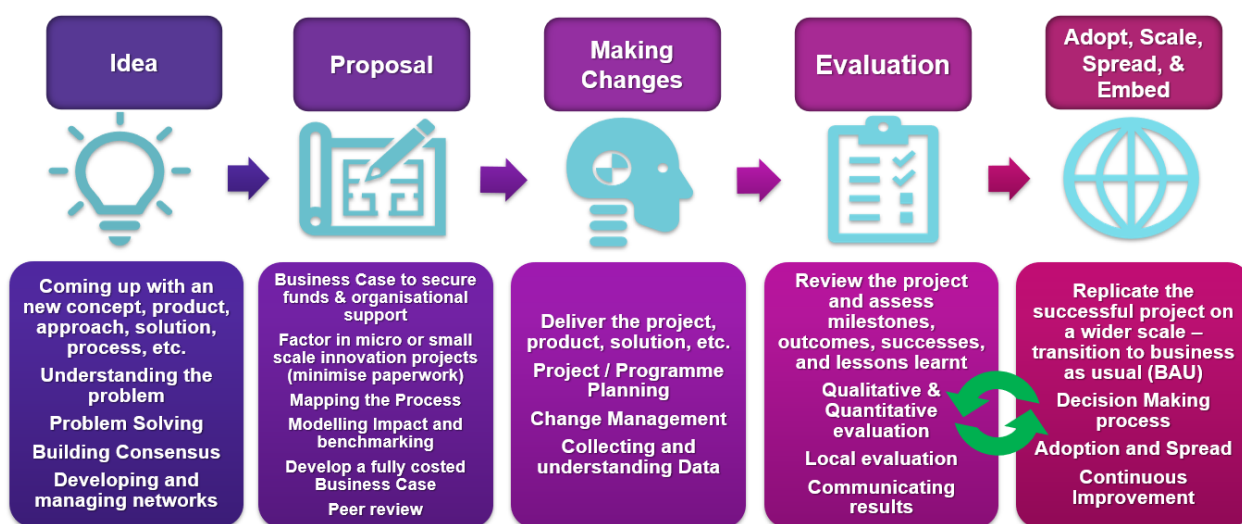 Idea
Coming up with an
new concept, product,
approach, solution,
process, etc.
Understanding the
problem
Problem Solving
Building Consensus
Developing and
managing networks
Proposal
Business Case to secure
funds & organisational
support
Factor in micro or small
scale innovation projects
(minimise paperwork)
Mapping the Process
Modelling Impact and
benchmarking
Develop a fully costed
Business Case
Peer review
Making
Changes
Deliver the project,
product, solution, etc.
Project / Programme
Planning
Change Management
Collecting and
understanding Data
Evaluation
Review the project
and assess
milestones,
outcomes, successes,
and lessons learnt
Qualitative &
Quantitative
evaluation
Local evaluation
Communicating
results
Adopt, Scale,
Spread, &
Embed
Replicate the
successful project on
a wider scale –
transition to business
as usual (BAU)
Decision Making
process
Adoption and Spread
Continuous
Improvement